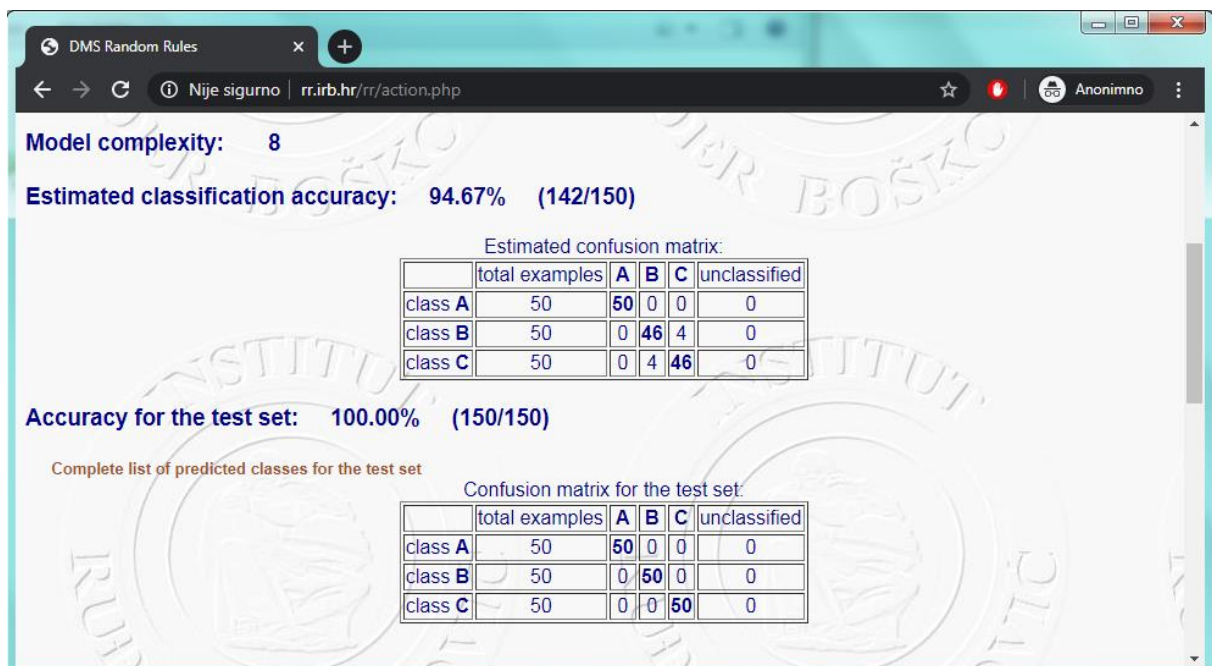 DMS Random Rules
Nije sigurno | rr.irb.hr/rr/action.php
Anonimno
Model complexity: 8
Estimated classification accuracy: 94.67% (142/150)
Estimated confusion matrix:
total examples A B C unclassified
class A 50 50 0 0 0
class B 50 0 46 4 0
class C 50 0 4 46 0
Accuracy for the test set: 100.00% (150/150)
Complete list of predicted classes for the test set
Confusion matrix for the test set:
total examples A B C unclassified
class A 50 50 0 0 0
class B 50 0 50 0 0
class C 50 0 0 50 0